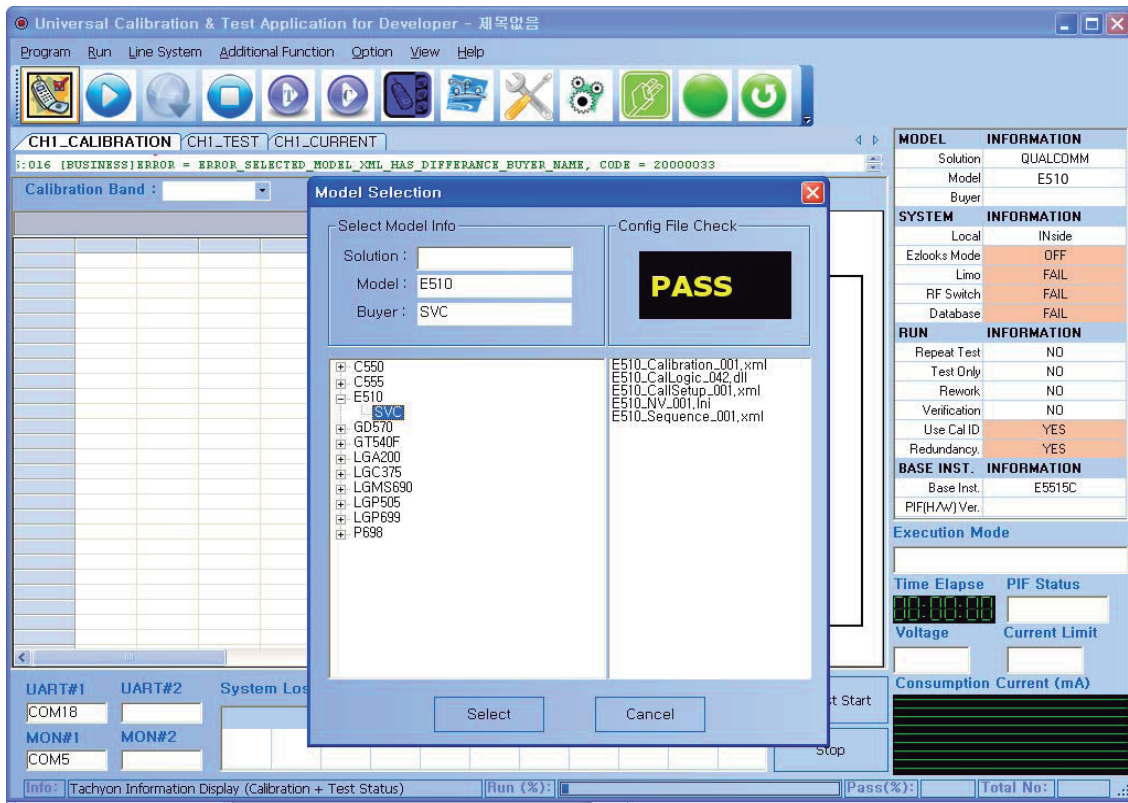 Universal Calibration & Test Application for Developer - 제목없음
Program Run Line System Additional Function Option View Help
CH1_CALIBRATION CH1_TEST CH1_CURRENT
5:016 [BUSINESS]ERROR = ERROR_SELECTED_MODEL_XML_HAS_DIFFERANCE_BUYER_NAME, CODE = 20000033
Calibration Band :
Model Selection
Select Model Info
Solution :
Model : E510
Buyer : SVC
Config File Check
PASS
C550
C555
E510
SVC
GD570
GT540F
LGA200
LGC375
LGMS690
LGP505
LGP699
P698
E510_Calibration_001.xml
E510_CalLogic_042.dll
E510_CallSetup_001.xml
E510_NV_001.Ini
E510_Sequence_001.xml
Select Cancel
MODEL INFORMATION
Solution QUALCOMM
Model E510
Buyer
SYSTEM INFORMATION
Local INside
Ezlooks Mode OFF
Limo FAIL
RF Switch FAIL
Database FAIL
RUN INFORMATION
Repeat Test NO
Test Only NO
Rework NO
Verification NO
Use Cal ID YES
Redundancy. YES
BASE INST. INFORMATION
Base Inst. E5515C
PIF(H/W) Ver.
Execution Mode
Time Elapse PIF Status
00:00:00
Voltage Current Limit
Consumption Current (mA)
UART#1 UART#2 System Los
COM18
MON#1 MON#2
COM5
t Start
Stop
Info: Tachyon Information Display (Calibration + Test Status) Run (%): Pass(%): Total No: